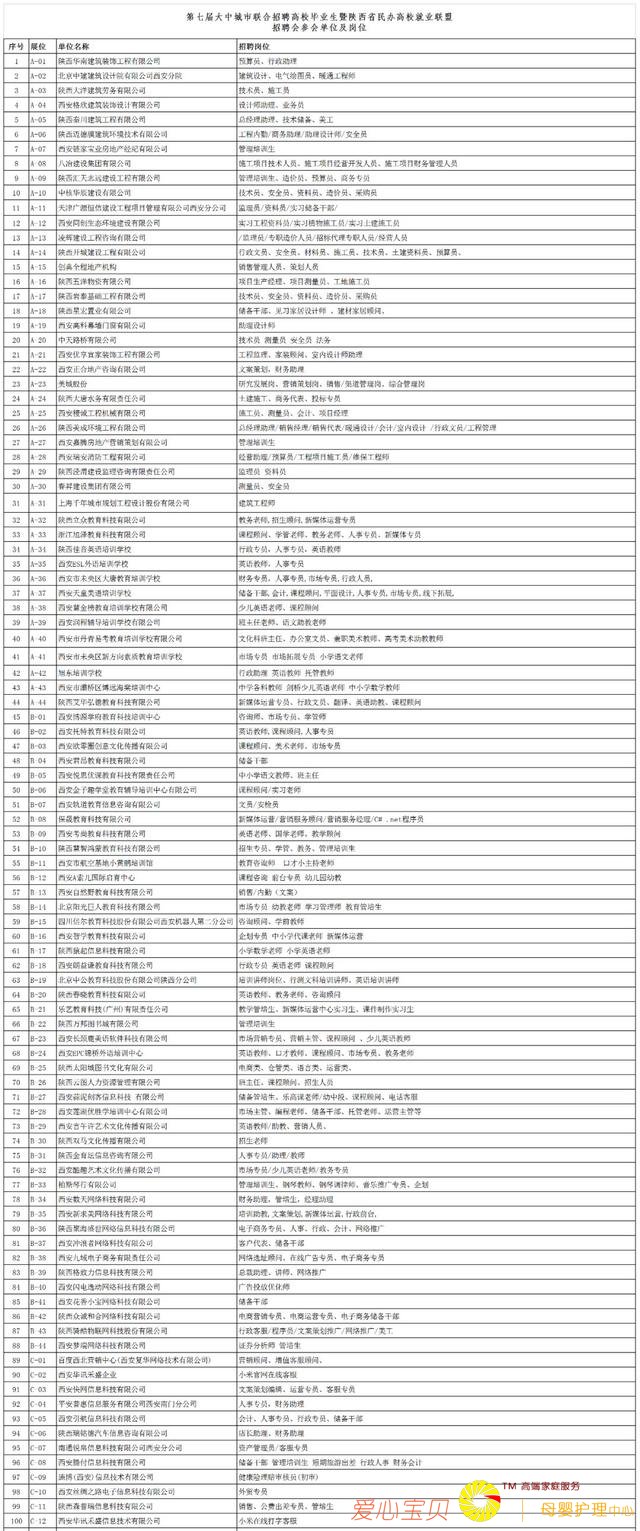 第七届大中城市联合招聘高校毕业生暨陕西省民办高校就业联盟
招聘会参会单位及岗位
序号 展位 单位名称 招聘岗位
1 A-01 陕西华南建筑装饰工程有限公司 预算员、行政助理
2 A-02 北京中建建筑设计院有限公司西安分院 建筑设计、电气绘图员、暖通工程师
3 A-03 陕西大洋建筑劳务有限公司 技术员、施工员
4 A-04 西安格欣建筑装饰设计有限公司 设计师助理、业务员
5 A-05 陕西秦川建筑工程有限公司 总经理助理、技术储备、美工
6 A-06 陕西迈德膜建筑环境技术有限公司 工程内勤/商务助理/助理设计师/安全员
7 A-07 西安链家宝业房地产经纪有限公司 管理培训生
8 A-08 八冶建设集团有限公司 施工项目技术人员、施工项目经营开发人员、施工项目财务管理人员
9 A-09 陕西汇天北远建设工程有限公司 管理培训生、造价员、预算员、商务专员
10 A-10 中核华辰建设有限公司 技术员、安全员、资料员、造价员、采购员
11 A-11 天津广源恒信建设工程项目管理有限公司西安分公司 监理员/资料员/实习储备干部/
12 A-12 西安同创生态环境建设有限公司 实习工程资料员/实习植物施工员/实习土建施工员
13 A-13 凌辉建设工程咨询有限公司 /监理员/专职造价人员/招标代理专职人员/经营人员
14 A-14 陕西开城建设工程有限公司 行政文员、安全员、材料员、施工员、技术员、土建资料员、预算员、
15 A-15 创高全程地产机构 销售管理人员、策划人员
16 A-16 陕西五洋物资有限公司 项目生产经理、项目测量员、工地施工员
17 A-17 陕西岩泰基础工程有限公司 技术员、安全员、资料员、造价员、采购员
18 A-18 陕西星宏置业有限公司 储备干部、见习家居设计师 、建材家居顾问、
19 A-19 西安高科幕墙门窗有限公司 助理设计师
20 A-20 中天路桥有限公司 技术员 测量员 安全员 法务
21 A-21 西安优享宜家装饰工程有限公司 工程监理、家装顾问、室内设计师助理
22 A-22 西安正合地产咨询有限公司 文案策划，财务助理
23 A-23 美城股份 研究发展岗、营销策划岗、销售/渠道管理岗、综合管理岗
24 A-24 陕西大唐水务有限责任公司 土建施工、商务代表、投标专员
25 A-25 西安稷诚工程机械有限公司 施工员、测量员、会计、项目经理
26 A-26 陕西美成环境工程有限公司 总经理助理/销售经理/销售代表/暖通设计/会计/室内设计 /行政文员/工程管理
27 A-27 西安嘉腾房地产营销策划有限公司 管理培训生
28 A-28 西安瑞安消防工程有限公司 经营助理/预算员/工程项目施工员/维保工程师
29 A-29 陕西泾渭建设监理咨询有限责任公司 监理员 资料员
30 A-30 春昇建设集团有限公司 测量员、安全员
31 A-31 上海千年城市规划工程设计股份有限公司 建筑工程师
32 A-32 陕西立众教育科技有限公司 教务老师,招生顾问,新媒体运营专员
33 A-33 浙江旭泽教育科技有限公司 课程顾问、学管老师、教务老师、人事专员、新媒体专员
34 A-34 陕西佳音英语培训学校 行政专员，人事专员，英语教师
35 A-35 西安ESL外语培训学校 英语教师，人事专员
36 A-36 西安市未央区大唐教育培训学校 财务专员，人事专员,市场专员,行政人员,
37 A-37 西安天童美语培训学校 储备干部,会计,课程顾问,平面设计,人事专员,市场专员,线下拓展,
38 A-38 西安慧金榜教育培训学校有限公司 少儿英语老师、课程顾问
39 A-39 西安润程辅导培训学校有限公司 班主任老师、语文助教老师
40 A-40 西安市丹青易考教育培训学校有限公司 文化科班主任、办公室文员、兼职美术教师、高考美术助教教师
41 A-41 西安市未央区新方向素质教育培训学校 市场专员 市场拓展专员 小学语文老师
42 A-42 旭东培训学校 行政助理 英语教师 托管教师
43 A-43 西安市灞桥区博远海棠培训中心 中学各科教师 剑桥少儿英语老师 中小学数学老师
44 A-44 陕西艾华弘德教育科技有限公司 新媒体运营专员、行政文员、翻译、英语助教、课程顾问
45 B-01 西安博源学府教育科技培训中心 咨询师、市场专员、学管师
46 B-02 西安托特教育科技有限公司 英语教师,课程顾问,人事专员
47 B-03 西安欧零圈创意文化传播有限公司 课程顾问、美术老师、市场专员
48 B-04 西安君昂教育科技有限公司 储备干部
49 B-05 西安悦思优课教育科技有限责任公司 中小学语文教师、班主任
50 B-06 西安金子趣学堂教育辅导培训中心有限公司 课程顾问/实习老师
51 B-07 西安轨道教育信息咨询有限公司 文员/安检员
52 B-08 保晟教育科技有限公司 新媒体运营/营销服务顾问/营销服务经理/C# .net程序员
53 B-09 西安考尚教育科技有限公司 英语老师、国学老师、教学顾问
54 B-10 陕西慧智鸿蒙教育科技有限公司 招生专员、学管、教务、管理培训生
55 B-11 西安市航空基地小黄鹂培训馆 教育咨询师 口才小主持老师
56 B-12 西安A索儿国际启育中心 课程咨询 前台专员 幼儿园幼教
57 B-13 西安自然野教育科技有限公司 销售/内勤（文案）
58 B-14 北京阳光巨人教育科技有限公司 市场专员 幼教老师 学习管理师 教育管培生
59 B-15 四川倍尔教育科技股份有限公司西安机器人第二分公司 咨询顾问、学前教师
60 B-16 西安智学教育科技有限公司 企划专员 中小学代课老师 新媒体运营
61 B-17 陕西狼起信息科技有限公司 小学数学老师 小学英语老师
62 B-18 西安朗益谦教育科技有限公司 行政专员 英语老师 课程顾问
63 B-19 北京中公教育科技股份有限公司陕西分公司 培训讲师岗位、行测文科培训讲师、英语培训讲师
64 B-20 陕西春晓教育科技有限公司 英语教师、教务老师、咨询顾问
65 B-21 乐艺教育科技(广州)有限责任公司 教学管培生、新媒体运营中心实习生、课件制作实习生
66 B-22 陕西万邦图书城有限公司 管理培训生
67 B-23 西安长颈鹿美语软件科技有限公司 市场营销专员、营销主管、课程顾问 、少儿英语教师
68 B-24 西安EPC锦桥外语培训中心 英语教师、口才教师、课程顾问、市场专员、教务老师
69 B-25 陕西太阳城图书文化有限公司 电商类、仓管类、语言类、运营类、
70 B-26 陕西云图人力资源管理有限公司 班主任、课程顾问、招生人员
71 B-27 西安蒜泥创客信息科技 有限公司 储备管培生、乐高课老师/幼中段、课程顾问、电话客服
72 B-28 西安莲湖优胜学培训中心有限公司 市场主管、编程老师、储备干部、托管老师、运营主管等
73 B-29 西安言午许艺术文化传播有限公司 英语教师/助教、营销人员、
74 B-30 陕西双马文化传播有限公司 招生老师
75 B-31 西安金育坛信息咨询有限公司 人事专员/助理/教师
76 B-32 西安酷趣艺术文化传播有限公司 市场专员/少儿英语老师/教务专员
77 B-33 柏斯琴行有限公司 管理培训生、钢琴教师、钢琴调律师、音乐推广专员、企划
78 B-34 西安数天网络科技有限公司 财务助理，管培生，经理助理
79 B-35 西安新求美网络科技有限公司 培训助教,文案策划,新媒体运营,行政前台,
80 B-36 陕西聚海盛世网络信息科技有限公司 电子商务专员、人事、行政、会计、网络推广
81 B-37 西安冲浪者网络科技有限公司 客户代表、储备干部
82 B-38 西安九域电子商务有限责任公司 网络选址顾问、在线广告专员、电子商务专员
83 B-39 陕西格致力信息科技有限公司 总裁助理、讲师、网络推广
84 B-40 西安闪电逸动网络科技有限公司 广告投放优化师
85 B-41 西安花香小宝网络科技有限公司 储备干部
86 B-42 陕西众诚和合网络科技有限公司 电商营销专员、电商运营专员、电子商务储备干部
87 B-43 陕西骑酷物联网科技股份有限公司 行政客服/程序员/文案策划推广/网络推广/美工
88 B-44 西安梦瑞网络科技有限公司 证券分析师 管培生
89 C-01 百度西北营销中心(西安复华网络技术有限公司) 营销顾问、增值客服顾问、
90 C-02 西安华讯禾盛企业 小米官网在线客服
91 C-03 西安快网信息科技有限公司 文案策划编辑、运营专员、客服专员
92 C-04 平安普惠信息服务有限公司西安南门分公司 人事专员，财务助理
93 C-05 西安引航信息科技有限公司 会计、人事专员、行政专员、储备干部
94 C-06 陕西瑞铭德汽车信息咨询有限公司 店长助理、财务助理
95 C-07 南通锐帛信息科技有限公司西安分公司 资产管理员/客服专员
96 C-08 西安腾付信息科技有限公司 储备干部 管理培训生 短期旅游出差 行政人事 财务会计
97 C-09 涵博(西安)信息技术有限公司 健康险理赔审核员(初审)
98 C-10 西安丝绸之路电子信息科技有限公司 外贸专员
99 C-11 陕西森普瑞信息科技有限公司 销售、公费出差专员、管培生
100 C-12 西安华讯禾盛信息技术有限公司 小米在线打字客服
TM 高端家庭服务
爱心宝贝
母婴护理中心